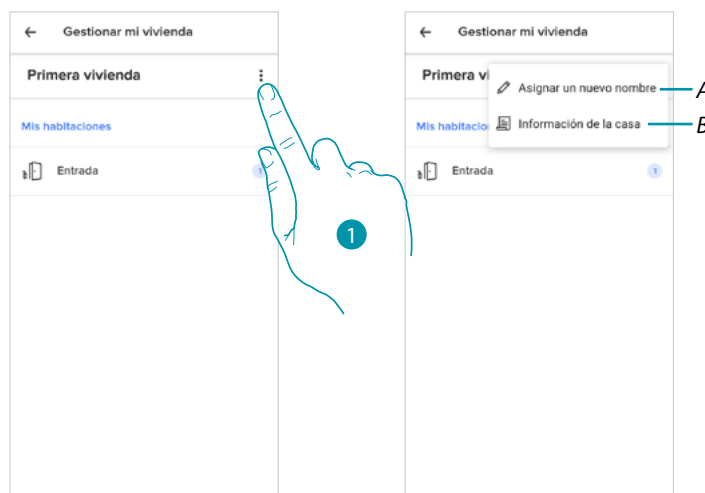 ← Gestionar mi vivienda
Primera vivienda
Mis habitaciones
Entrada
1
1
← Gestionar mi vivienda
Primera vi
Asignar un nuevo nombre
A
Mis habitacio
Información de la casa
B
Entrada
1